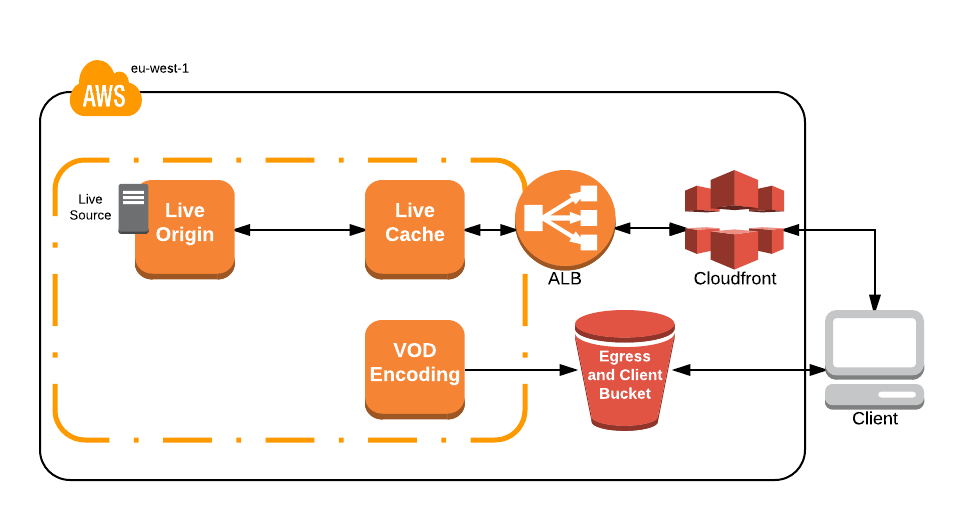 eu-west-1
AWS
Live
Source
Live
Origin
Live
Cache
ALB
Cloudfront
VOD
Encoding
Egress
and Client
Bucket
Client